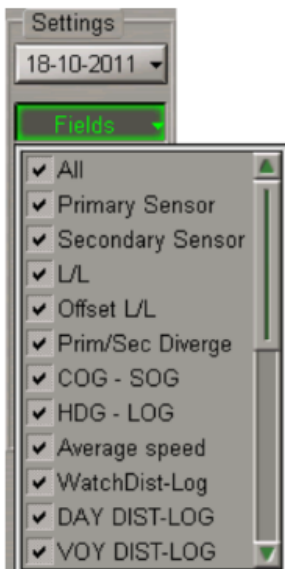 Settings
18-10-2011
Fields
All
Primary Sensor
Secondary Sensor
L/L
Offset L/L
Prim/Sec Diverge
COG - SOG
HDG - LOG
Average speed
WatchDist-Log
DAY DIST-LOG
VOY DIST-LOG